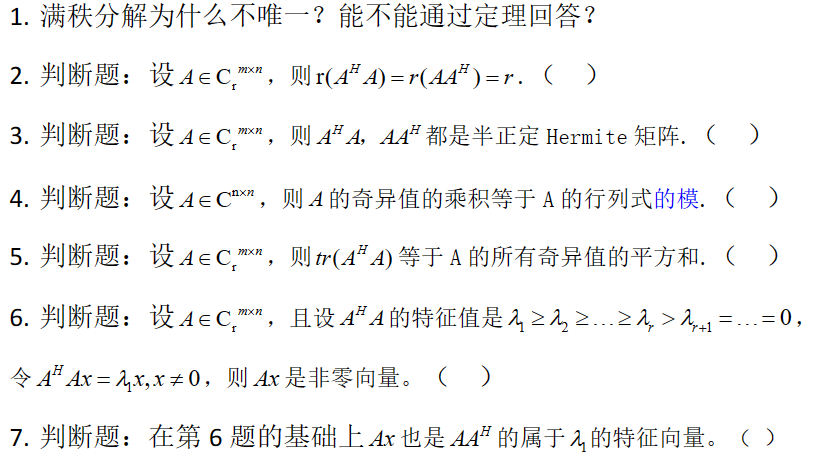 1. 满秩分解为什么不唯一？能不能通过定理回答？
2. 判断题：设 $A \in C_r^{m \times n}$，则 $r(A^H A) = r(AA^H) = r$.（ ）
3. 判断题：设 $A \in C_r^{m \times n}$，则 $A^H A$，$AA^H$ 都是半正定 Hermite 矩阵.（ ）
4. 判断题：设 $A \in C^{n \times n}$，则 $A$ 的奇异值的乘积等于 A 的行列式的模.（ ）
5. 判断题：设 $A \in C_r^{m \times n}$，则 $tr(A^H A)$ 等于 A 的所有奇异值的平方和.（ ）
6. 判断题：设 $A \in C_r^{m \times n}$，且设 $A^H A$ 的特征值是 $\lambda_1 \geq \lambda_2 \geq \ldots \geq \lambda_r > \lambda_{r+1} = \ldots = 0$，
令 $A^H Ax = \lambda_1 x, x \neq 0$，则 $Ax$ 是非零向量。（ ）
7. 判断题：在第 6 题的基础上 $Ax$ 也是 $AA^H$ 的属于 $\lambda_1$ 的特征向量。（ ）